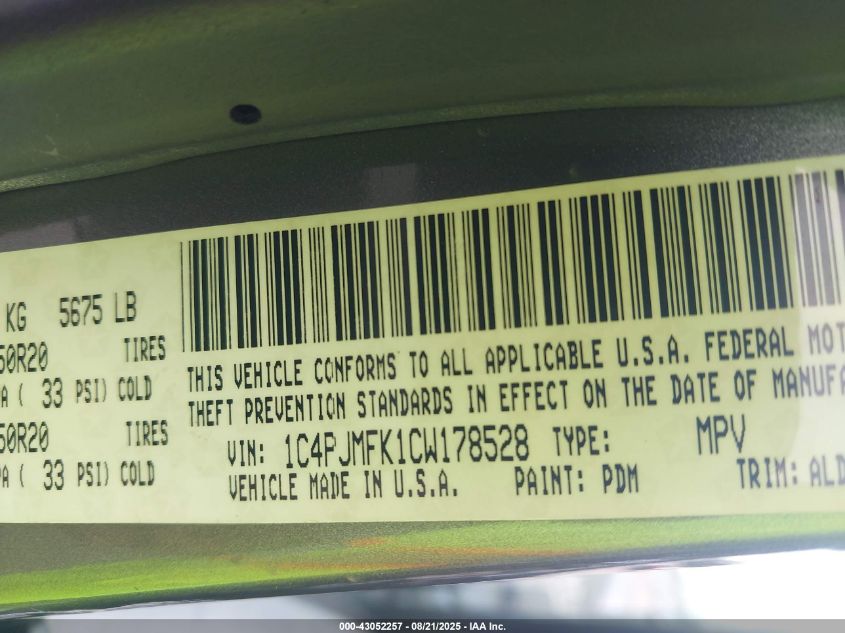 KG 5675 LB
50R20 TIRES
PA ( 33 PSI) COLD
50R20 TIRES
PA ( 33 PSI) COLD
THIS VEHICLE CONFORMS TO ALL APPLICABLE U.S.A. FEDERAL MOT
THEFT PREVENTION STANDARDS IN EFFECT ON THE DATE OF MANUFA
VIN: 1C4PJMFK1CW178528 TYPE: MPV
VEHICLE MADE IN U.S.A. PAINT: PDM TRIM: ALD
000-43052257 - 08/21/2025 - IAA Inc.